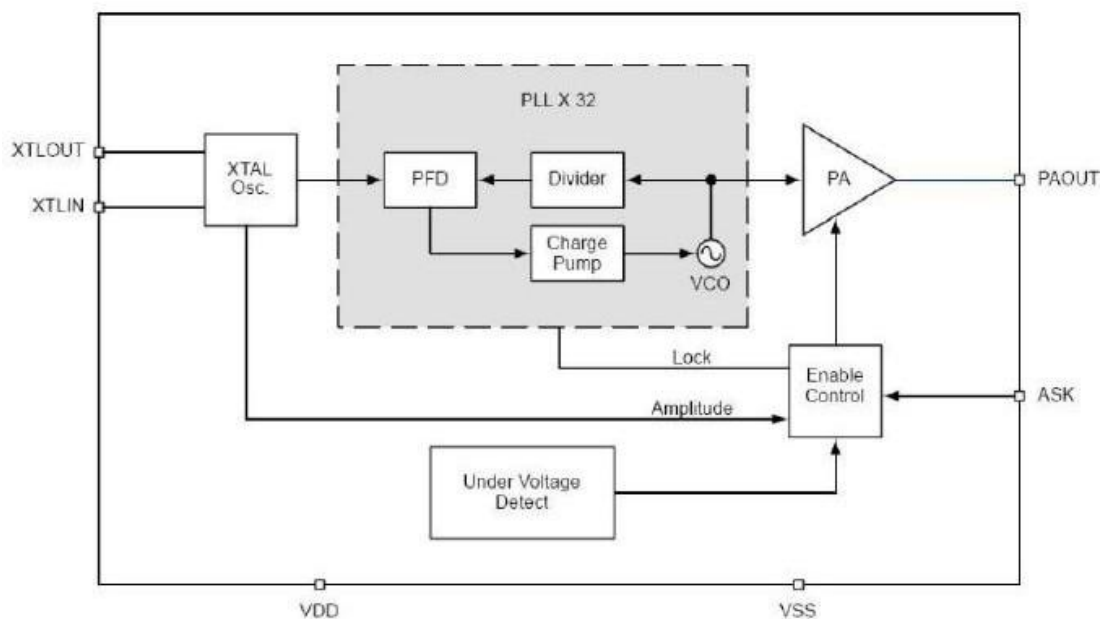 PLL X 32
XTLOUT
XTLIN
XTAL
Osc.
PFD
Divider
PA
PAOUT
Charge
Pump
VCO
Lock
Enable
Control
ASK
Amplitude
Under Voltage
Detect
VDD
VSS